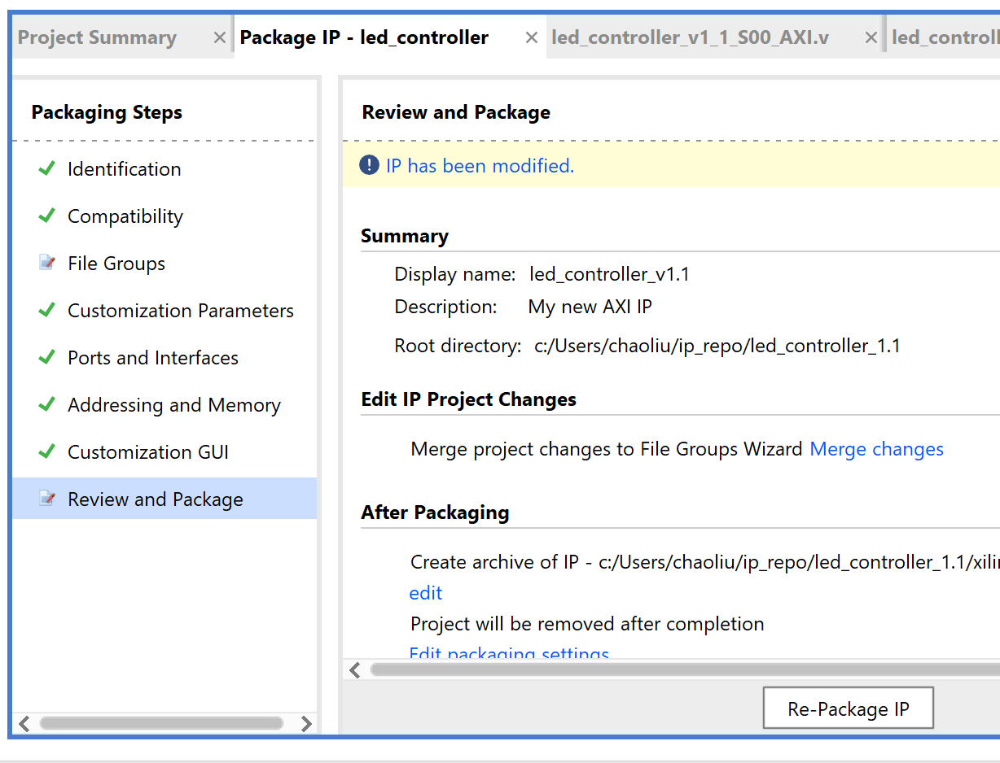 Project Summary
Package IP - led_controller
led_controller_v1_1_S00_AXI.v
led_controll
Packaging Steps
Identification
Compatibility
File Groups
Customization Parameters
Ports and Interfaces
Addressing and Memory
Customization GUI
Review and Package
Review and Package
IP has been modified.
Summary
Display name: led_controller_v1.1
Description: My new AXI IP
Root directory: c:/Users/chaoliu/ip_repo/led_controller_1.1
Edit IP Project Changes
Merge project changes to File Groups Wizard Merge changes
After Packaging
Create archive of IP - c:/Users/chaoliu/ip_repo/led_controller_1.1/xili
edit
Project will be removed after completion
Edit packaging settings
Re-Package IP